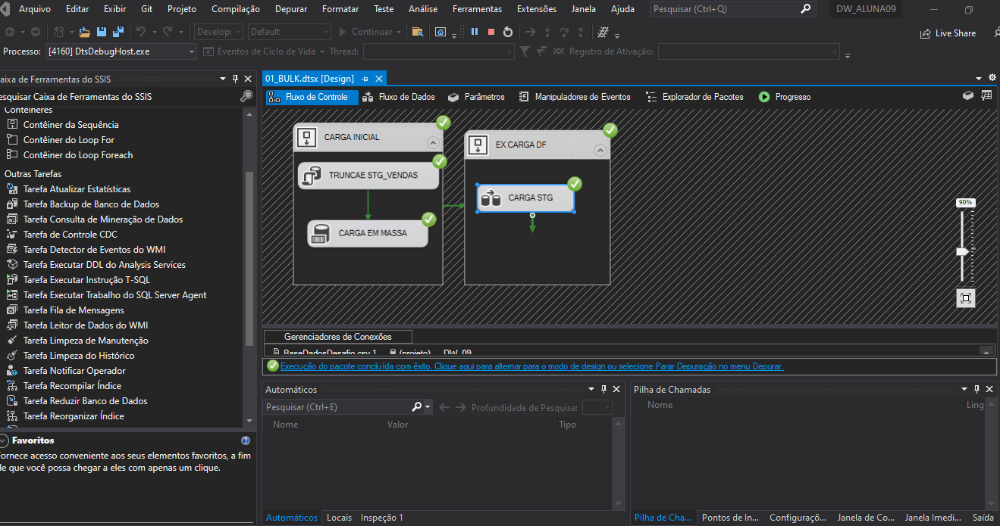 Arquivo Editar Exibir Git Projeto Compilação Depurar Formatar Teste Análise Ferramentas Extensões Janela Ajuda Pesquisar (Ctrl+Q) DW_ALUNA09
Developi Default Continuar Live Share
Processo: [4160] DtsDebugHost.exe Eventos de Ciclo de Vida Thread: Registro de Ativação:
aixa de Ferramentas do SSIS
01_BULK.dtsx [Design]
esquisar Caixa de Ferramentas do SSIS
Fluxo de Controle Fluxo de Dados Parâmetros Manipuladores de Eventos Explorador de Pacotes Progresso
Contêineres
Contêiner da Sequência
Contêiner do Loop For
Contêiner do Loop Foreach
Outras Tarefas
Tarefa Atualizar Estatísticas
Tarefa Backup de Banco de Dados
Tarefa Consulta de Mineração de Dados
Tarefa de Controle CDC
Tarefa Detector de Eventos do WMI
Tarefa Executar DDL do Analysis Services
Tarefa Executar Instrução T-SQL
Tarefa Executar Trabalho do SQL Server Agent
Tarefa Fila de Mensagens
Tarefa Leitor de Dados do WMI
Tarefa Limpeza de Manutenção
Tarefa Limpeza do Histórico
Tarefa Notificar Operador
Tarefa Recompilar Índice
Tarefa Reduzir Banco de Dados
Tarefa Reorganizar Índice
Favoritos
Fornece acesso conveniente aos seus elementos favoritos, a fim
de que você possa chegar a eles com apenas um clique.
CARGA INICIAL
TRUNCAE STG_VENDAS
CARGA EM MASSA
EX CARGA DF
CARGA STG
90%
Gerenciadores de Conexões
BaseDadosDesafio.csv 1 (projeto) DW_09
Execução do pacote concluída com êxito. Clique aqui para alternar para o modo de design ou selecione Parar Depuração no menu Depurar.
Automáticos
Pesquisar (Ctrl+E) Profundidade de Pesquisa:
Nome Valor Tipo
Automáticos Locais Inspeção 1
Pilha de Chamadas
Nome Ling
Pilha de Cha... Pontos de In... Configuraçõ... Janela de Co... Janela Imedi... Saída